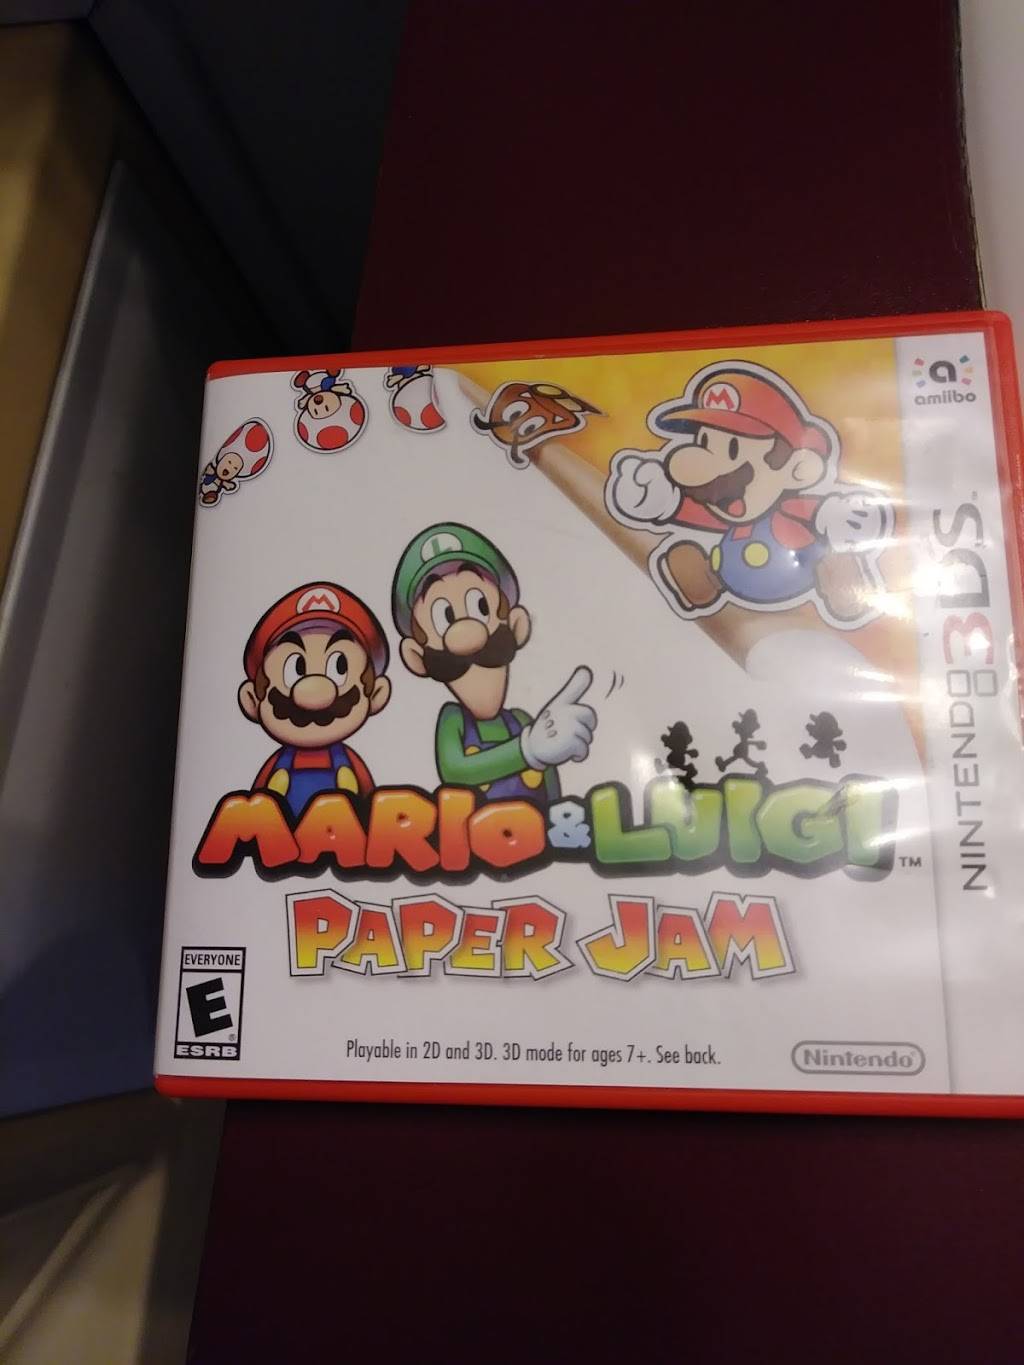 amiibo
NINTENDO 3DS™
M
L
M
MARIO & LUIGI™
PAPER JAM
EVERYONE
E®
ESRB
Playable in 2D and 3D. 3D mode for ages 7+. See back.
Nintendo®